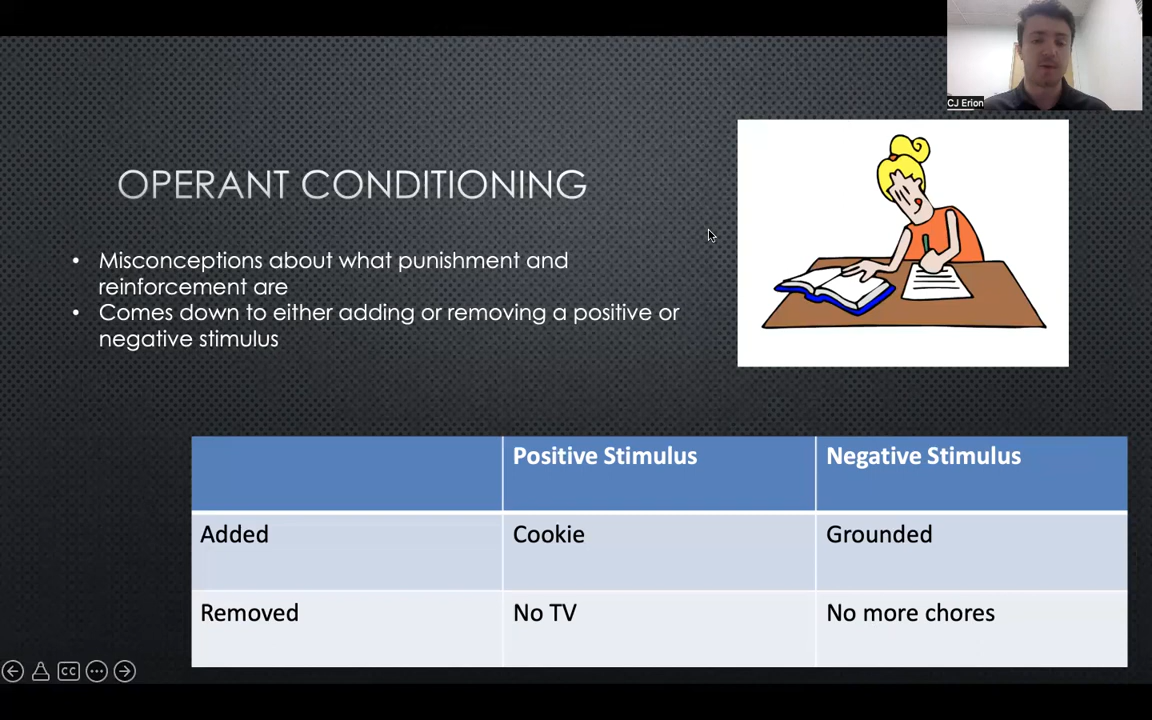 CJ Erion
OPERANT CONDITIONING
• Misconceptions about what punishment and
reinforcement are
• Comes down to either adding or removing a positive or
negative stimulus
Positive Stimulus Negative Stimulus
Added Cookie Grounded
Removed No TV No more chores
CC